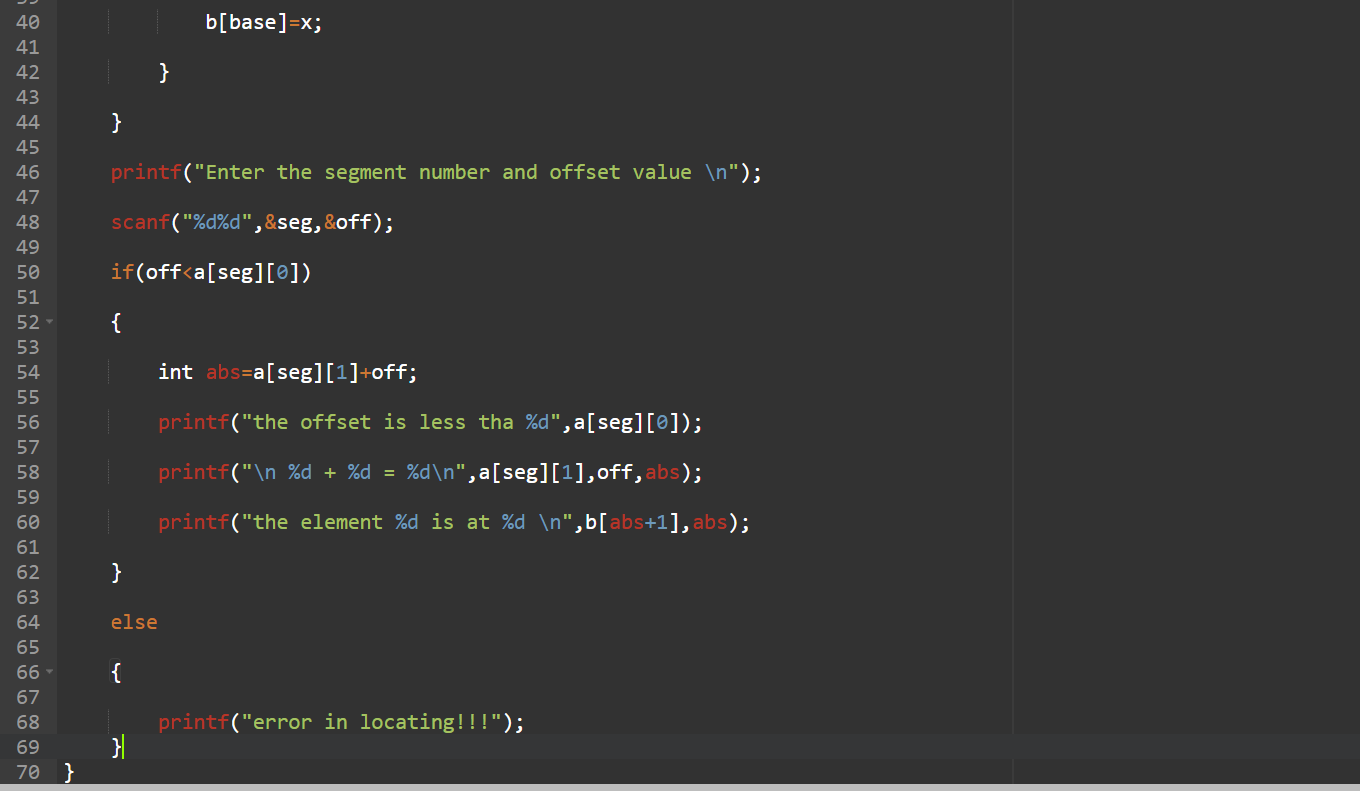 40 b[base]=x;
41
42 }
43
44 }
45
46 printf("Enter the segment number and offset value \n");
47
48 scanf("%d%d",&seg,&off);
49
50 if(off<a[seg][0])
51
52 {
53
54 int abs=a[seg][1]+off;
55
56 printf("the offset is less tha %d",a[seg][0]);
57
58 printf("\n %d + %d = %d\n",a[seg][1],off,abs);
59
60 printf("the element %d is at %d \n",b[abs+1],abs);
61
62 }
63
64 else
65
66 {
67
68 printf("error in locating!!!");
69 }
70 }